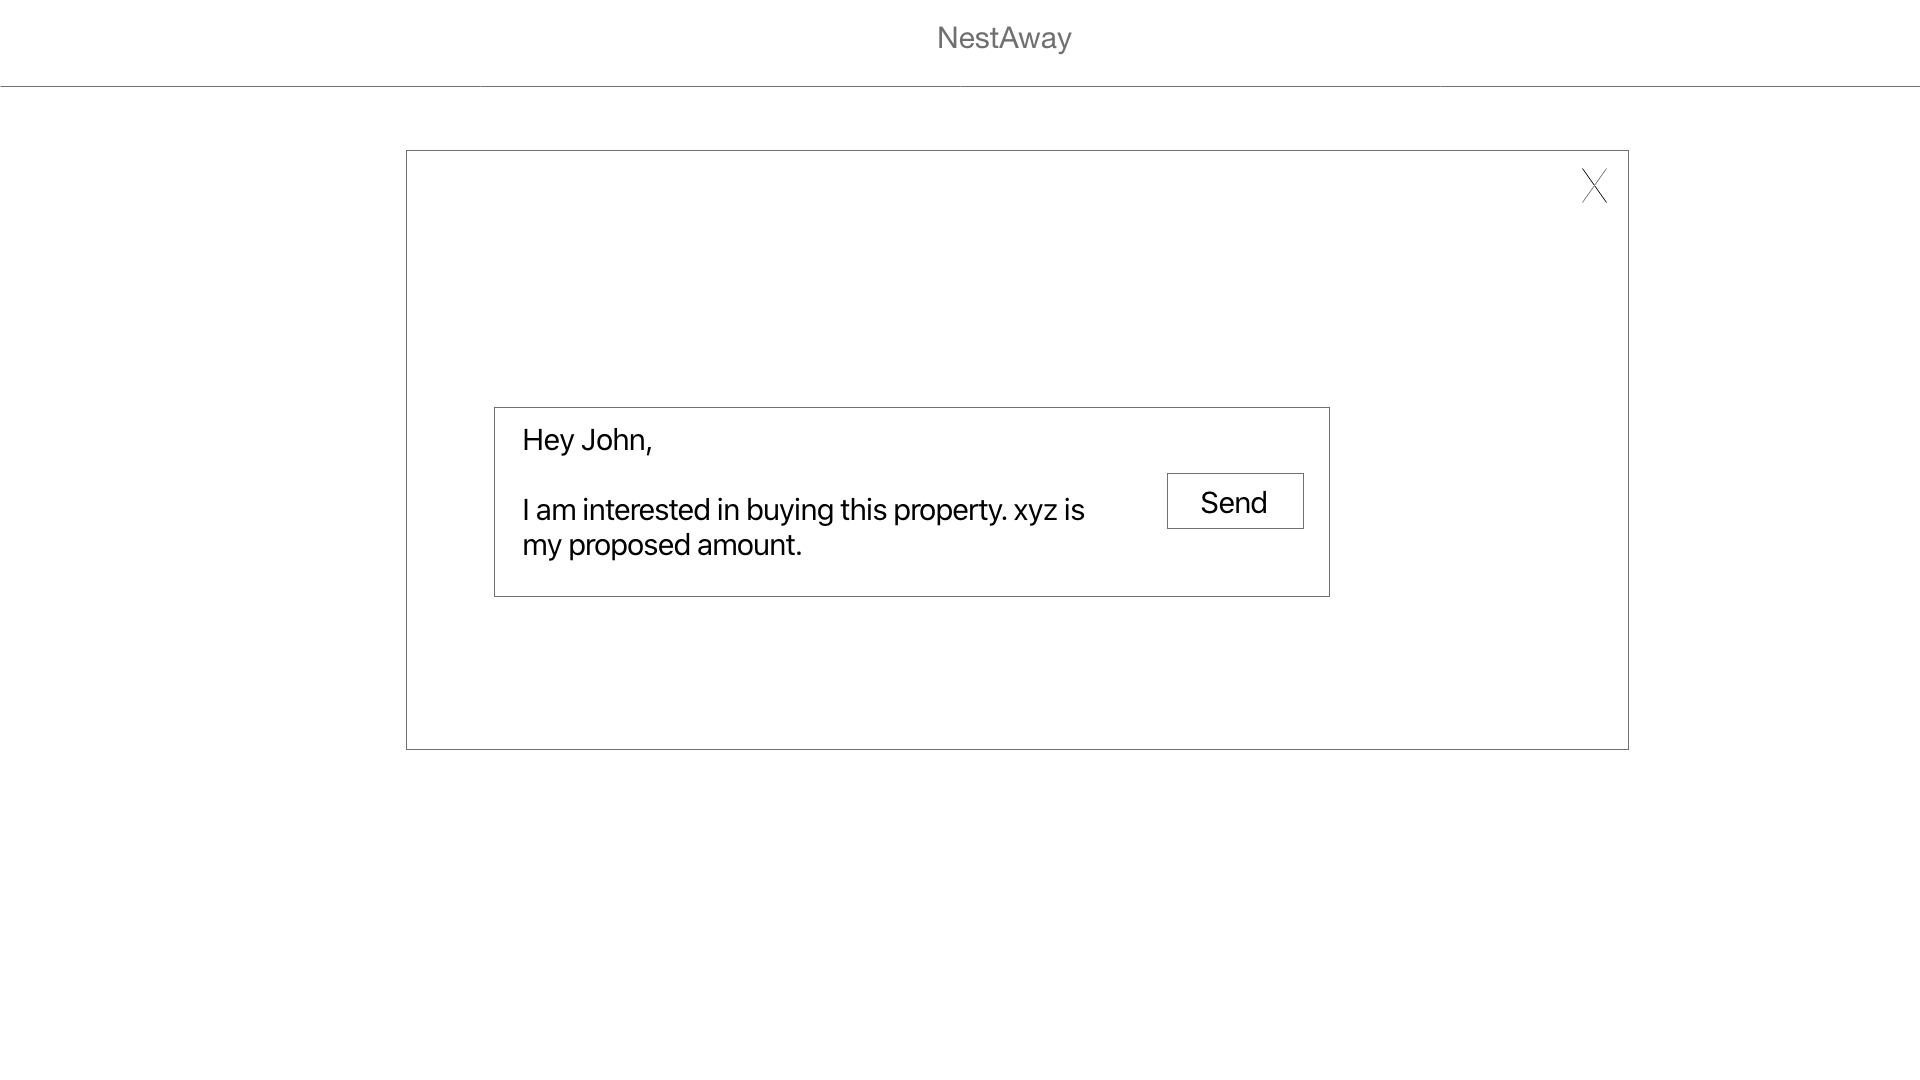 NestAway
Hey John,
I am interested in buying this property. xyz is
my proposed amount.
Send